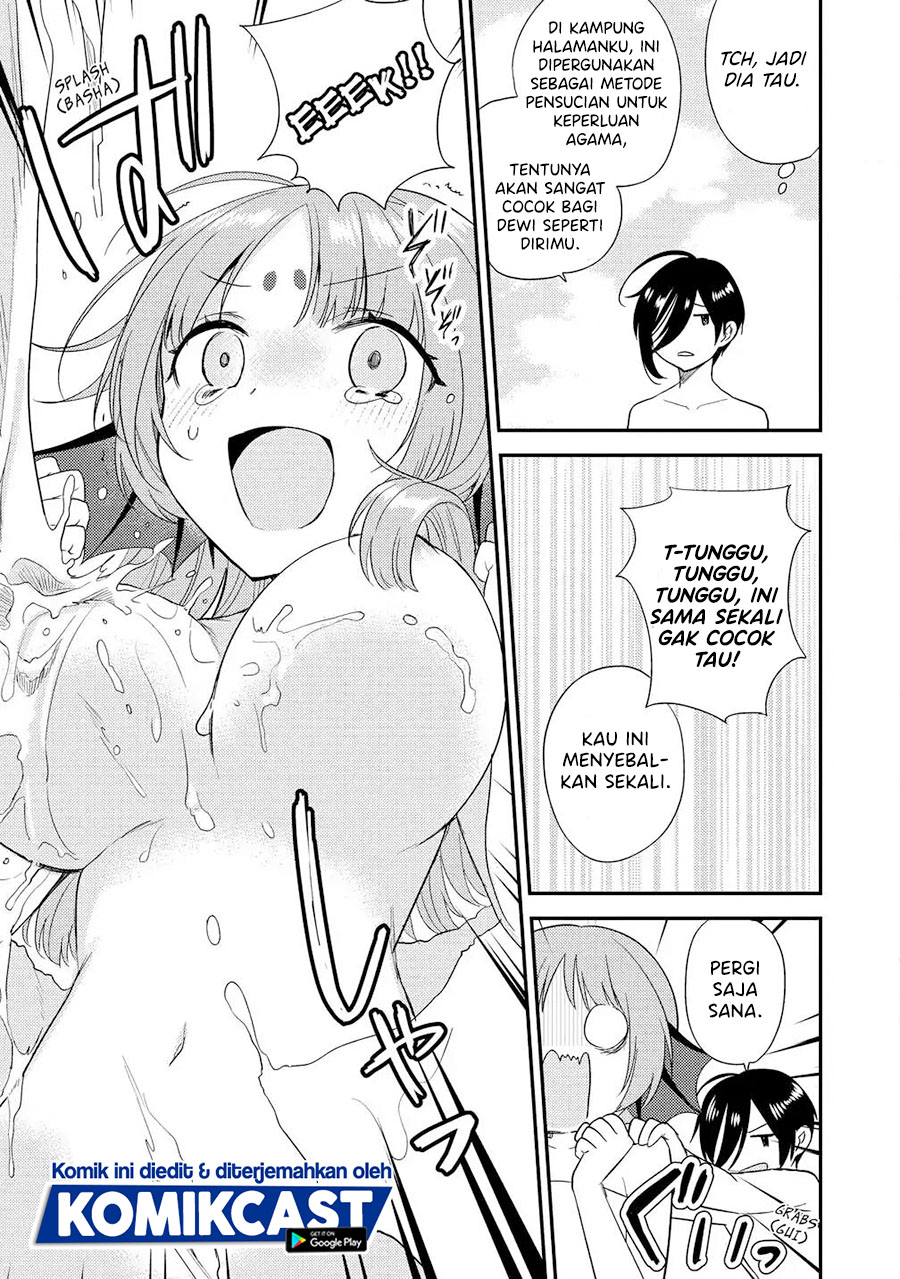 TCH, JADI
DIA TAU.
DI KAMPUNG
HALAMANKU, INI
DIPERGUNAKAN
SEBAGAI METODE
PENSUCIAN UNTUK
KEPERLUAN
AGAMA,
TENTUNYA
AKAN SANGAT
COCOK BAGI
DEWI SEPERTI
DIRIMU.
T-TUNGGU,
TUNGGU,
TUNGGU, INI
SAMA SEKALI
GAK COCOK
TAU!
KAU INI
MENYEBAL-
KAN SEKALI.
PERGI
SAJA
SANA.
GRABS
(GUI)
EEEK!!
SPLASH
(BASHA)
Komik ini diedit & diterjemahkan oleh
KOMIKCAST
GET IT ON
Google Play